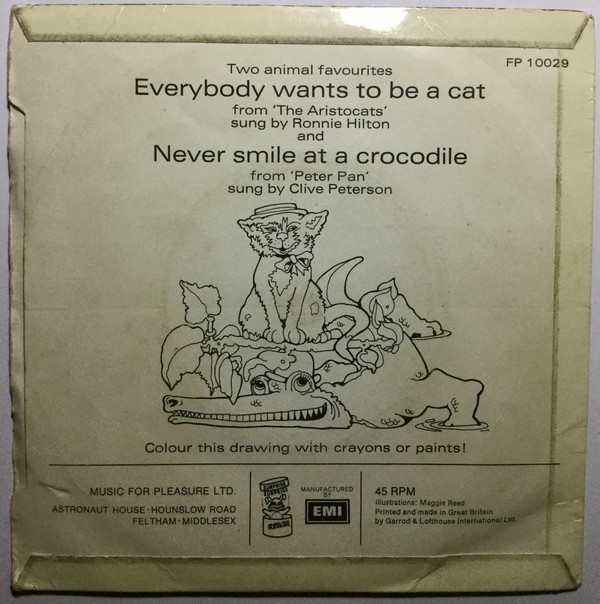 FP 10029
Two animal favourites
Everybody wants to be a cat
from 'The Aristocats'
sung by Ronnie Hilton
and
Never smile at a crocodile
from 'Peter Pan'
sung by Clive Peterson
Colour this drawing with crayons or paints!
MUSIC FOR PLEASURE LTD.
ASTRONAUT HOUSE · HOUNSLOW ROAD
FELTHAM · MIDDLESEX
SURPRISE
SURPRISE
MANUFACTURED
BY
EMI
45 RPM
Illustrations: Maggie Reed
Printed and made in Great Britain
by Garrod & Lofthouse International Ltd.